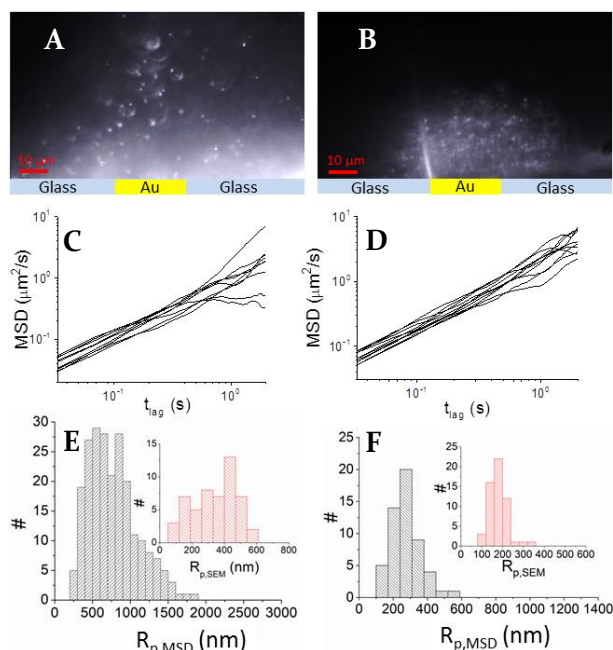 A
B
10 µm
10 µm
Glass
Au
Glass
Glass
Au
Glass
C
D
MSD (µm²/s)
10¹
10⁰
10⁻¹
10⁻¹
10⁰
t_lag (s)
MSD (µm²/s)
10¹
10⁰
10⁻¹
10⁻¹
10⁰
t_lag (s)
E
#
30
25
20
15
10
5
0
0 500 1000 1500 2000 2500 3000
R_p,MSD (nm)
#
15
10
5
0
0 200 400 600 800
R_p,SEM (nm)
F
#
25
20
15
10
5
0
0 200 400 600 800 1000 1200 1400
R_p,MSD (nm)
#
25
20
15
10
5
0
0 100 200 300 400 500 600
R_p,SEM